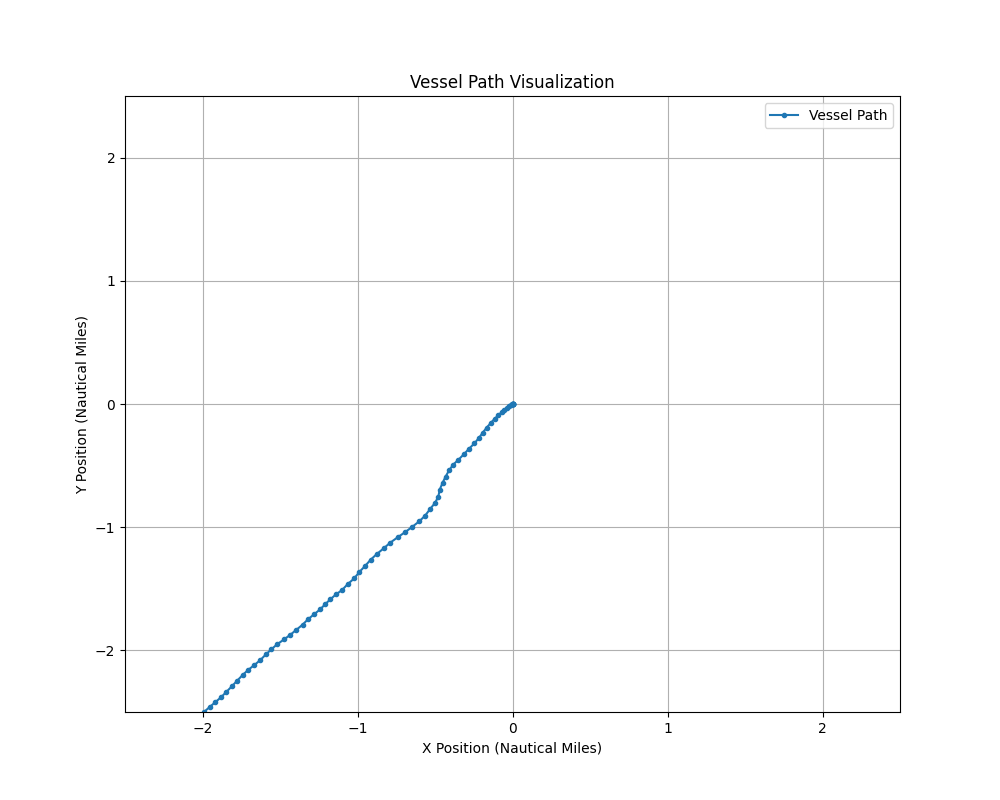 Vessel Path Visualization
Vessel Path
Y Position (Nautical Miles)
2
1
0
−1
−2
−2
−1
0
1
2
X Position (Nautical Miles)